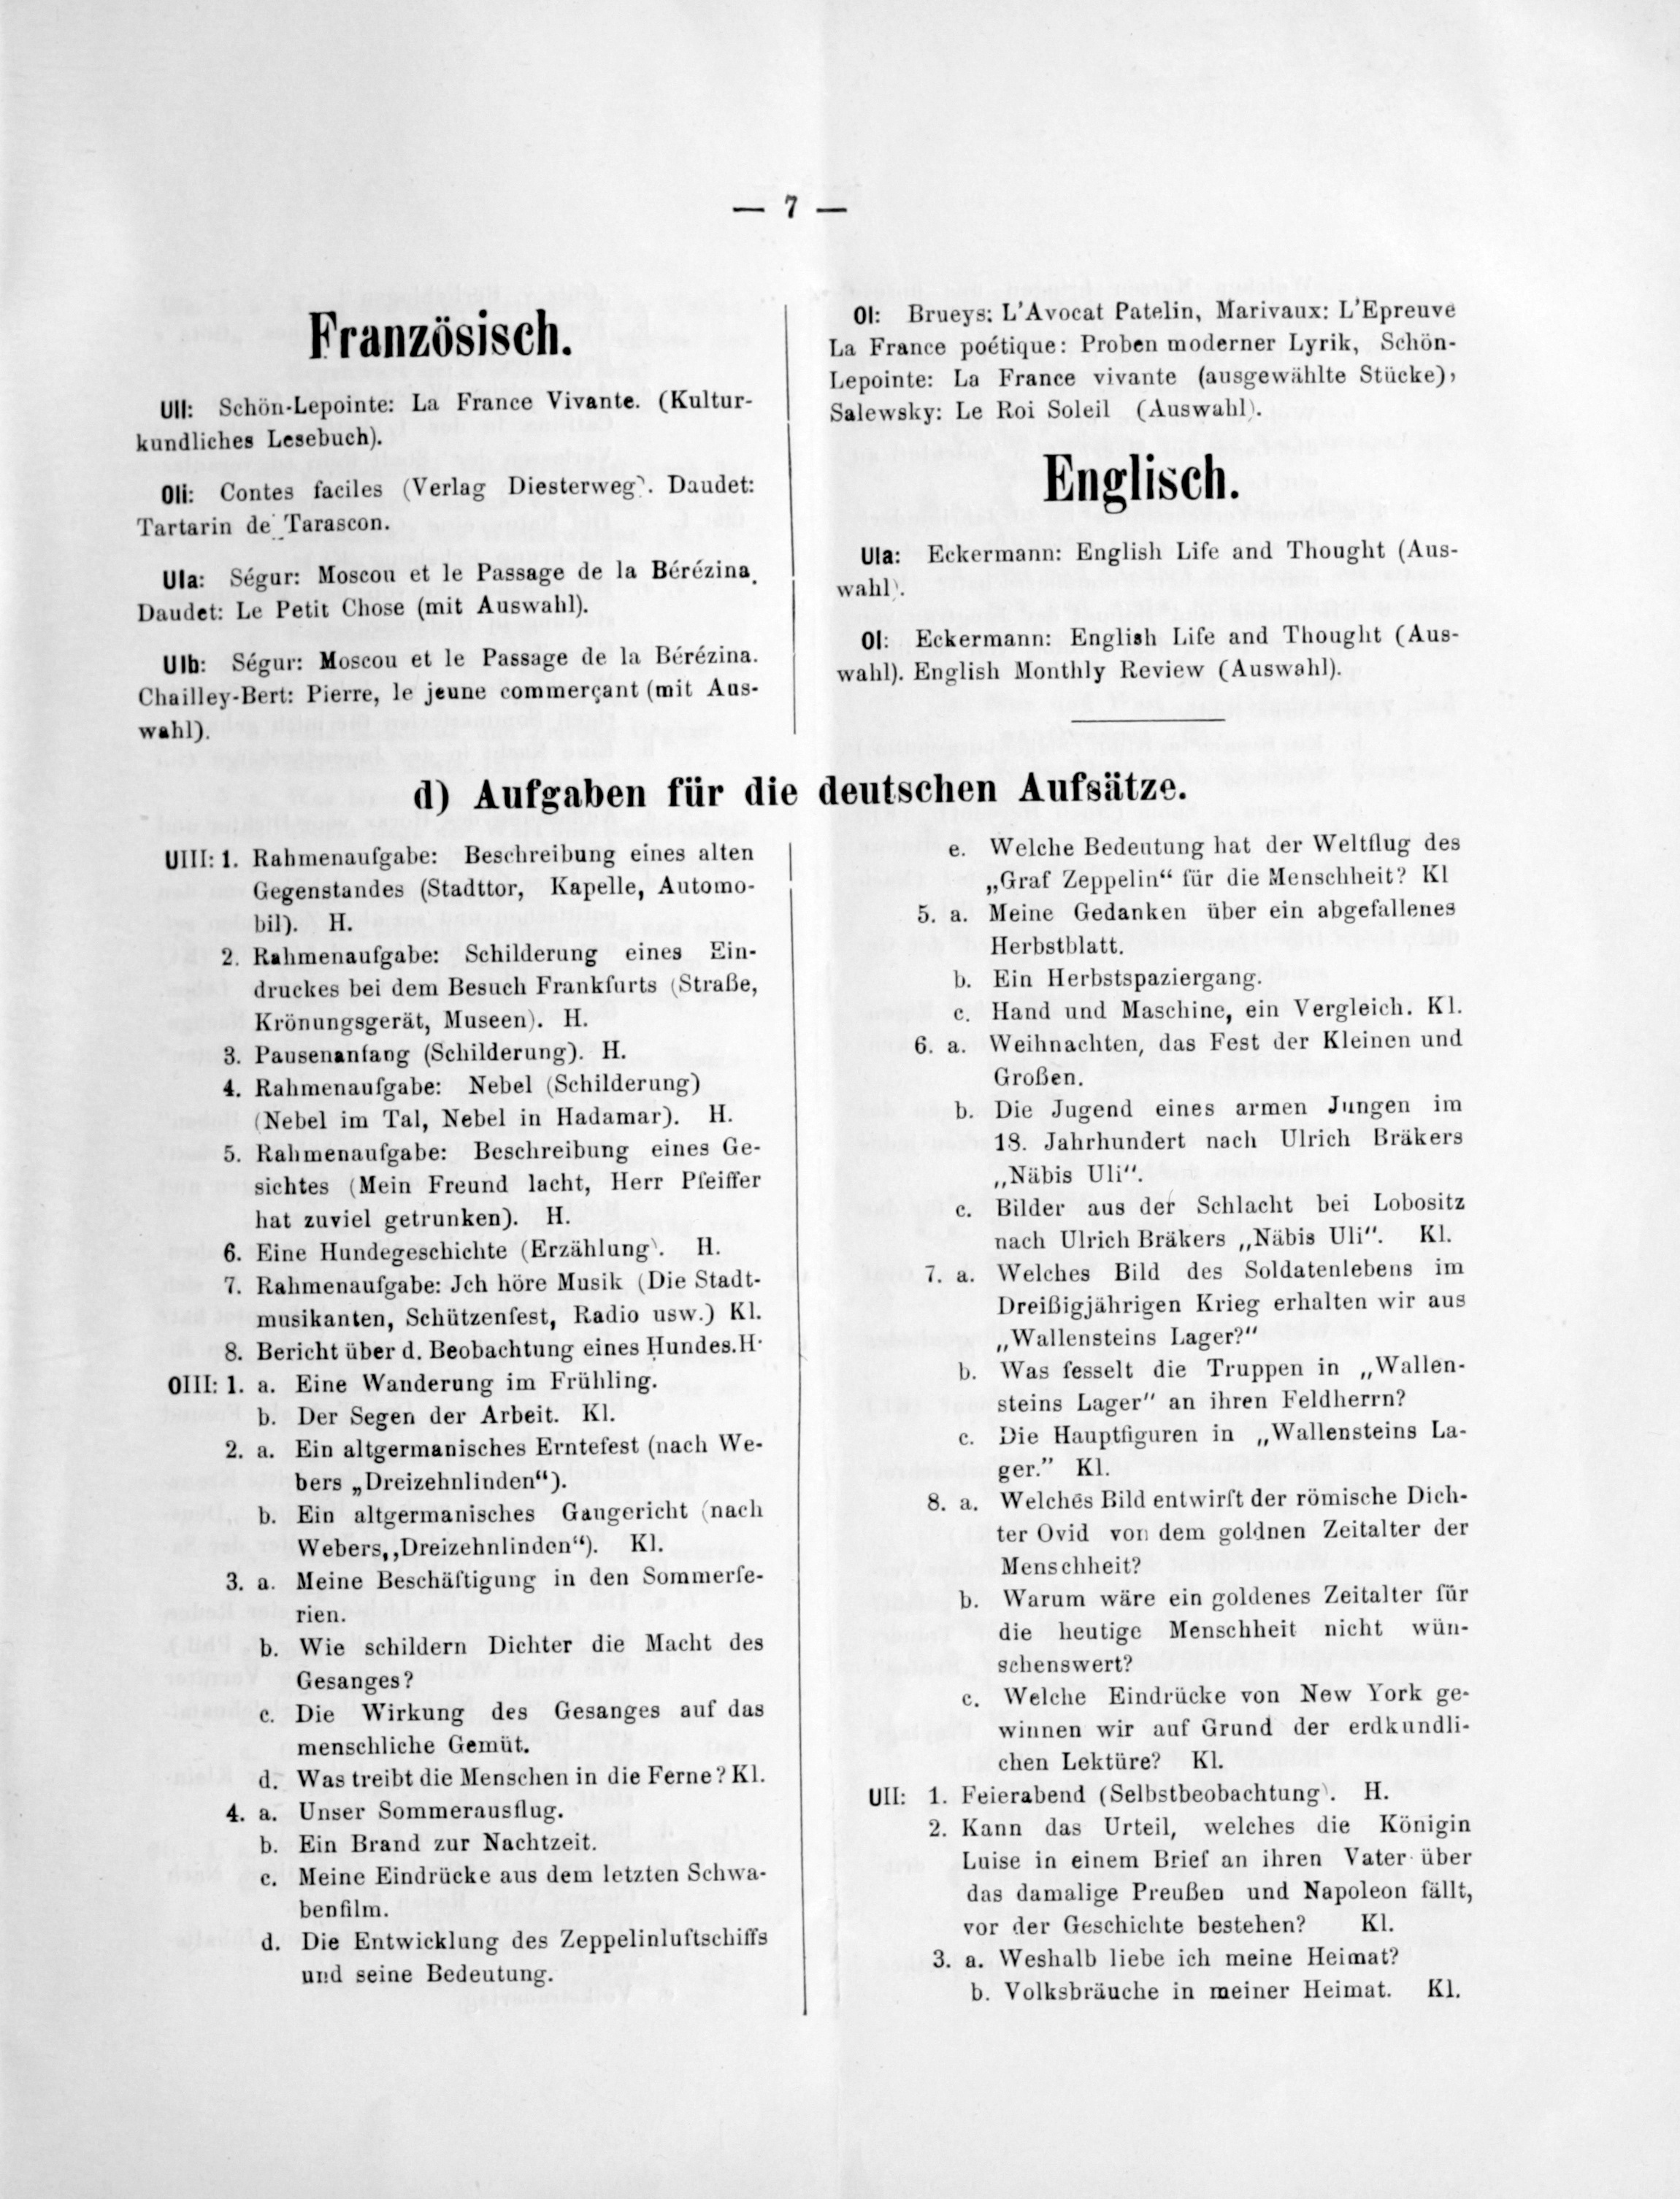 — 7 —
Französisch.
UII: Schön-Lepointe: La France Vivante. (Kultur-
kundliches Lesebuch).
OIi: Contes faciles (Verlag Diesterweg). Daudet:
Tartarin de Tarascon.
UIa: Ségur: Moscou et le Passage de la Bérézina.
Daudet: Le Petit Chose (mit Auswahl).
UIb: Ségur: Moscou et le Passage de la Bérézina.
Chailley-Bert: Pierre, le jeune commerçant (mit Aus-
wahl).
OI: Brueys: L'Avocat Patelin, Marivaux: L'Epreuve
La France poétique: Proben moderner Lyrik, Schön-
Lepointe: La France vivante (ausgewählte Stücke),
Salewsky: Le Roi Soleil (Auswahl).
Englisch.
UIa: Eckermann: English Life and Thought (Aus-
wahl).
OI: Eckermann: English Life and Thought (Aus-
wahl). English Monthly Review (Auswahl).
d) Aufgaben für die deutschen Aufsätze.
UIII: 1. Rahmenaufgabe: Beschreibung eines alten
Gegenstandes (Stadttor, Kapelle, Automo-
bil). H.
2. Rahmenaufgabe: Schilderung eines Ein-
druckes bei dem Besuch Frankfurts (Straße,
Krönungsgerät, Museen). H.
3. Pausenanfang (Schilderung). H.
4. Rahmenaufgabe: Nebel (Schilderung)
(Nebel im Tal, Nebel in Hadamar). H.
5. Rahmenaufgabe: Beschreibung eines Ge-
sichtes (Mein Freund lacht, Herr Pfeiffer
hat zuviel getrunken). H.
6. Eine Hundegeschichte (Erzählung). H.
7. Rahmenaufgabe: Jch höre Musik (Die Stadt-
musikanten, Schützenfest, Radio usw.) Kl.
8. Bericht über d. Beobachtung eines Hundes. H.
OIII: 1. a. Eine Wanderung im Frühling.
b. Der Segen der Arbeit. Kl.
2. a. Ein altgermanisches Erntefest (nach We-
bers „Dreizehnlinden“).
b. Ein altgermanisches Gaugericht (nach
Webers„Dreizehnlinden“). Kl.
3. a. Meine Beschäftigung in den Sommerfe-
rien.
b. Wie schildern Dichter die Macht des
Gesanges?
c. Die Wirkung des Gesanges auf das
menschliche Gemüt.
d. Was treibt die Menschen in die Ferne? Kl.
4. a. Unser Sommerausflug.
b. Ein Brand zur Nachtzeit.
c. Meine Eindrücke aus dem letzten Schwa-
benfilm.
d. Die Entwicklung des Zeppelinluftschiffs
und seine Bedeutung.
e. Welche Bedeutung hat der Weltflug des
„Graf Zeppelin“ für die Menschheit? Kl
5. a. Meine Gedanken über ein abgefallenes
Herbstblatt.
b. Ein Herbstspaziergang.
c. Hand und Maschine, ein Vergleich. Kl.
6. a. Weihnachten, das Fest der Kleinen und
Großen.
b. Die Jugend eines armen Jungen im
18. Jahrhundert nach Ulrich Bräkers
„Näbis Uli“.
c. Bilder aus der Schlacht bei Lobositz
nach Ulrich Bräkers „Näbis Uli“. Kl.
7. a. Welches Bild des Soldatenlebens im
Dreißigjährigen Krieg erhalten wir aus
„Wallensteins Lager?“
b. Was fesselt die Truppen in „Wallen-
steins Lager“ an ihren Feldherrn?
c. Die Hauptfiguren in „Wallensteins La-
ger.” Kl.
8. a. Welches Bild entwirft der römische Dich-
ter Ovid von dem goldnen Zeitalter der
Menschheit?
b. Warum wäre ein goldenes Zeitalter für
die heutige Menschheit nicht wün-
schenswert?
c. Welche Eindrücke von New York ge-
winnen wir auf Grund der erdkundli-
chen Lektüre? Kl.
UII: 1. Feierabend (Selbstbeobachtung). H.
2. Kann das Urteil, welches die Königin
Luise in einem Brief an ihren Vater über
das damalige Preußen und Napoleon fällt,
vor der Geschichte bestehen? Kl.
3. a. Weshalb liebe ich meine Heimat?
b. Volksbräuche in meiner Heimat. Kl.